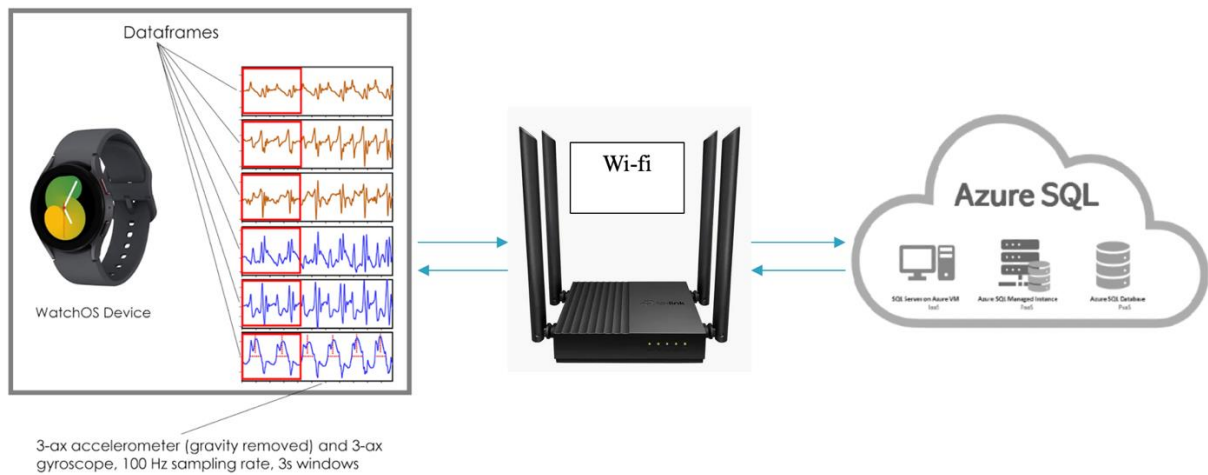 Dataframes
WatchOS Device
3-ax accelerometer (gravity removed) and 3-ax
gyroscope, 100 Hz sampling rate, 3s windows
Wi-fi
Azure SQL
SQL Server on Azure VM
IaaS
Azure SQL Managed Instance
PaaS
Azure SQL Database
PaaS